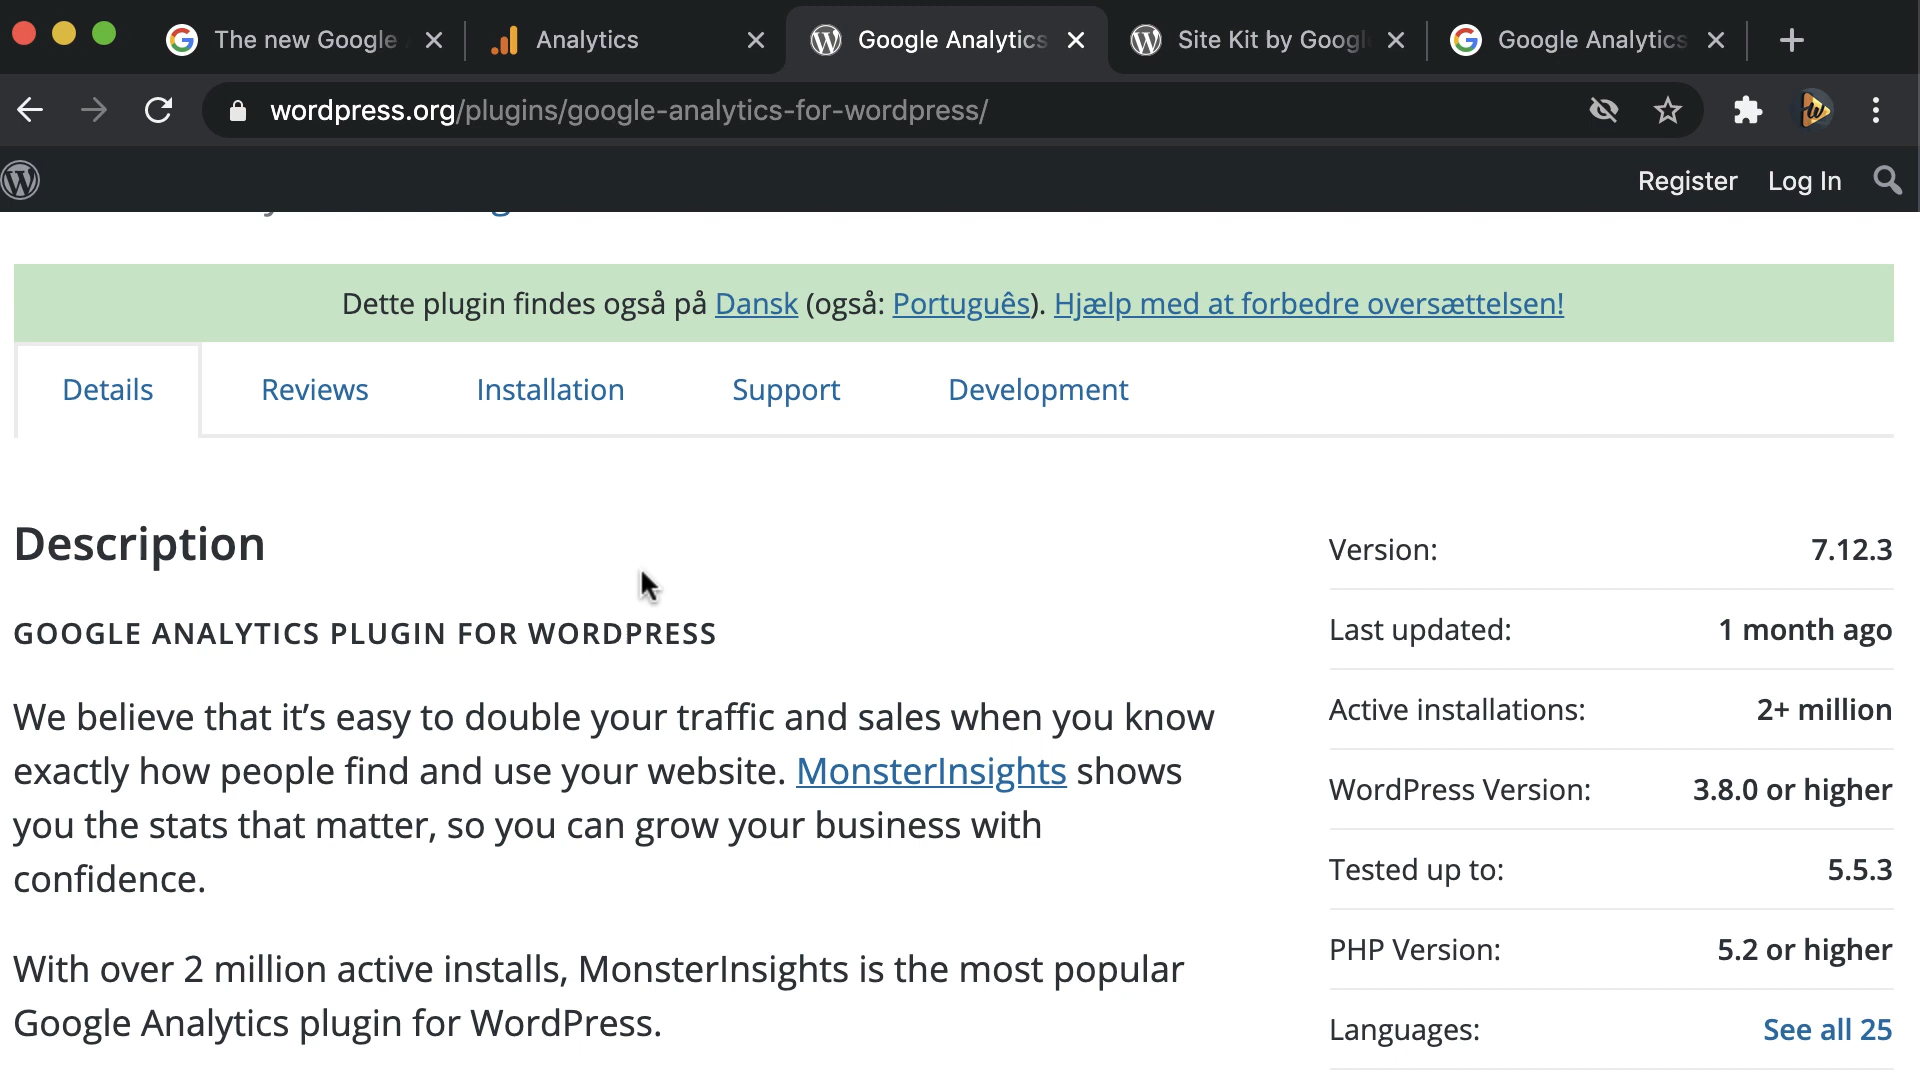 The new Google
Analytics
Google Analytics
Site Kit by Googl
Google Analytics
wordpress.org/plugins/google-analytics-for-wordpress/
Register
Log In
Dette plugin findes også på Dansk (også: Português). Hjælp med at forbedre oversættelsen!
Details
Reviews
Installation
Support
Development
Description
GOOGLE ANALYTICS PLUGIN FOR WORDPRESS
We believe that it’s easy to double your traffic and sales when you know
exactly how people find and use your website. MonsterInsights shows
you the stats that matter, so you can grow your business with
confidence.
With over 2 million active installs, MonsterInsights is the most popular
Google Analytics plugin for WordPress.
Version: 7.12.3
Last updated: 1 month ago
Active installations: 2+ million
WordPress Version: 3.8.0 or higher
Tested up to: 5.5.3
PHP Version: 5.2 or higher
Languages: See all 25